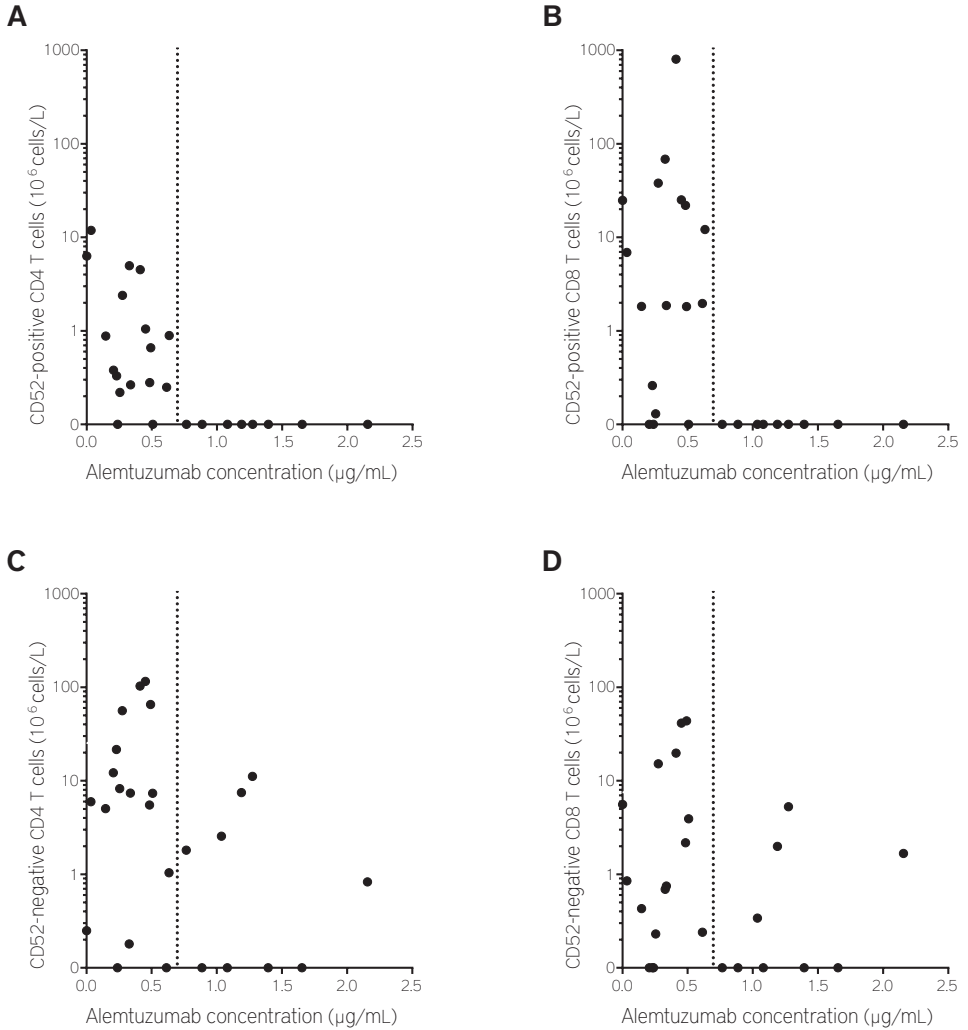 A
CD52-positive CD4 T cells (10⁶ cells/L)
1000
100
10
1
0
0.0 0.5 1.0 1.5 2.0 2.5
Alemtuzumab concentration (µg/mL)
B
CD52-positive CD8 T cells (10⁶ cells/L)
1000
100
10
1
0
0.0 0.5 1.0 1.5 2.0 2.5
Alemtuzumab concentration (µg/mL)
C
CD52-negative CD4 T cells (10⁶ cells/L)
1000
100
10
1
0
0.0 0.5 1.0 1.5 2.0 2.5
Alemtuzumab concentration (µg/mL)
D
CD52-negative CD8 T cells (10⁶ cells/L)
1000
100
10
1
0
0.0 0.5 1.0 1.5 2.0 2.5
Alemtuzumab concentration (µg/mL)